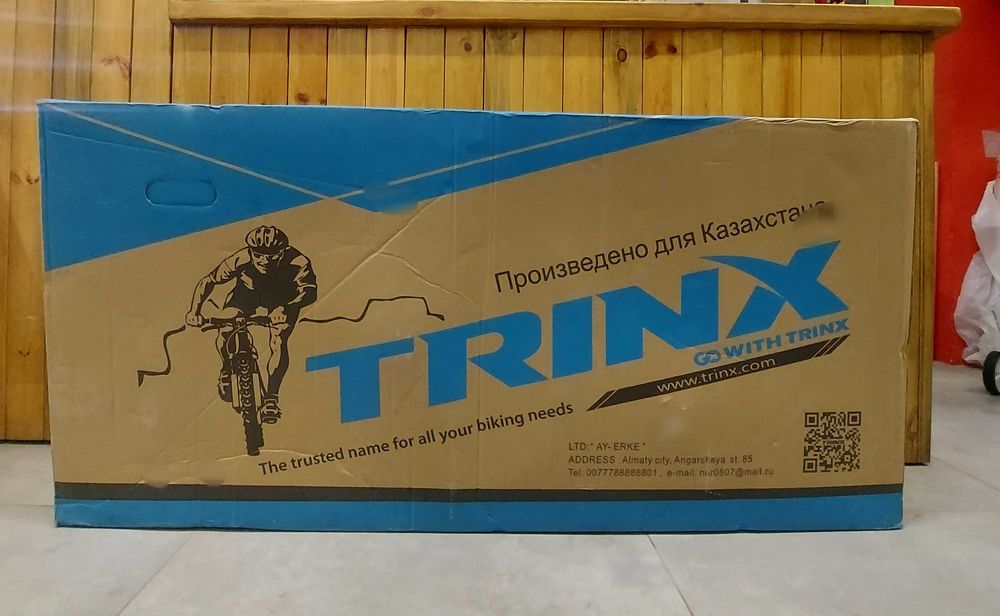 Произведено для Казахстана
TRINX
GO WITH TRINX
www.trinx.com
The trusted name for all your biking needs
LTD:" AY-ERKE"
ADDRESS Almaty city, Angarskaya st. 85
Tel: 0077788888801, e-mail: nur0807@mail.ru